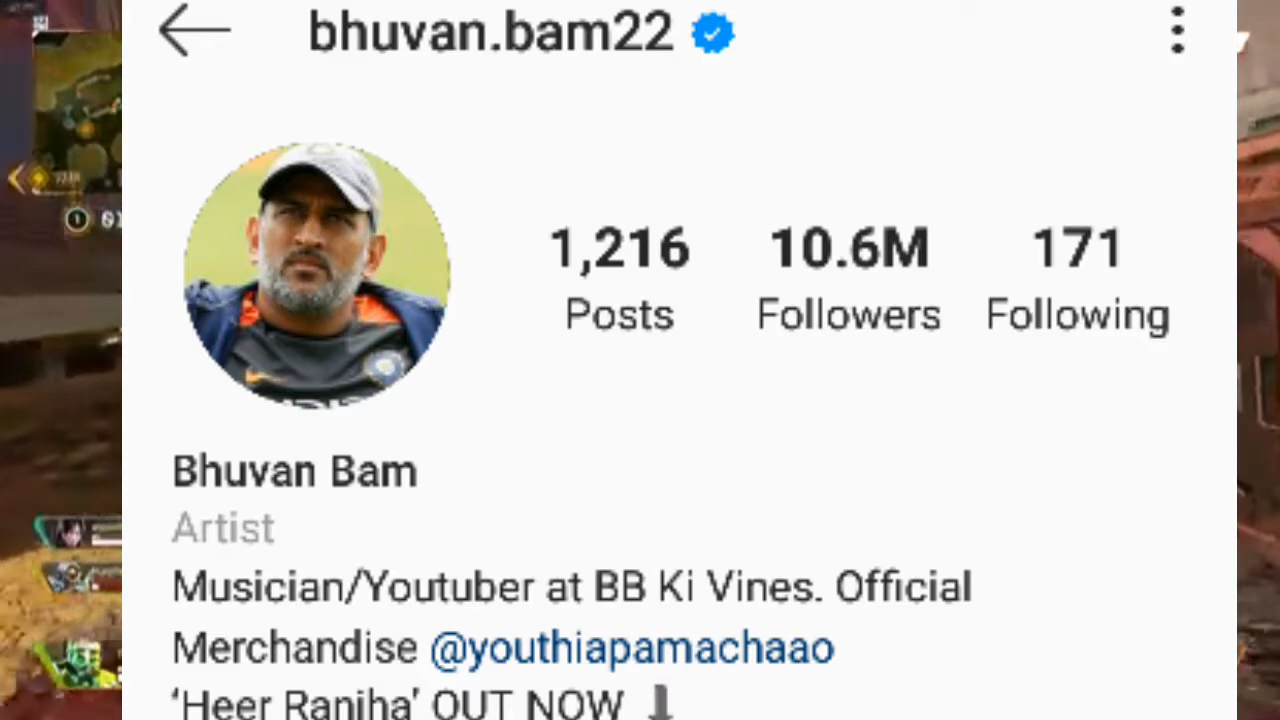 bhuvan.bam22
1,216 10.6M 171
Posts Followers Following
Bhuvan Bam
Artist
Musician/Youtuber at BB Ki Vines. Official
Merchandise @youthiapamachaao
‘Heer Ranjha’ OUT NOW